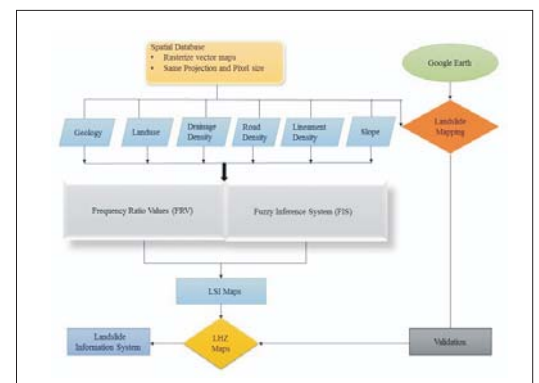 Spatial Database
• Rasterize vector maps
• Same Projection and Pixel size
Google Earth
Geology
Landuse
Drainage
Density
Road
Density
Lineament
Density
Slope
Landslide
Mapping
Frequency Ratio Values (FRV)
Fuzzy Inference System (FIS)
LSI Maps
Landslide
Information System
LHZ
Maps
Validation